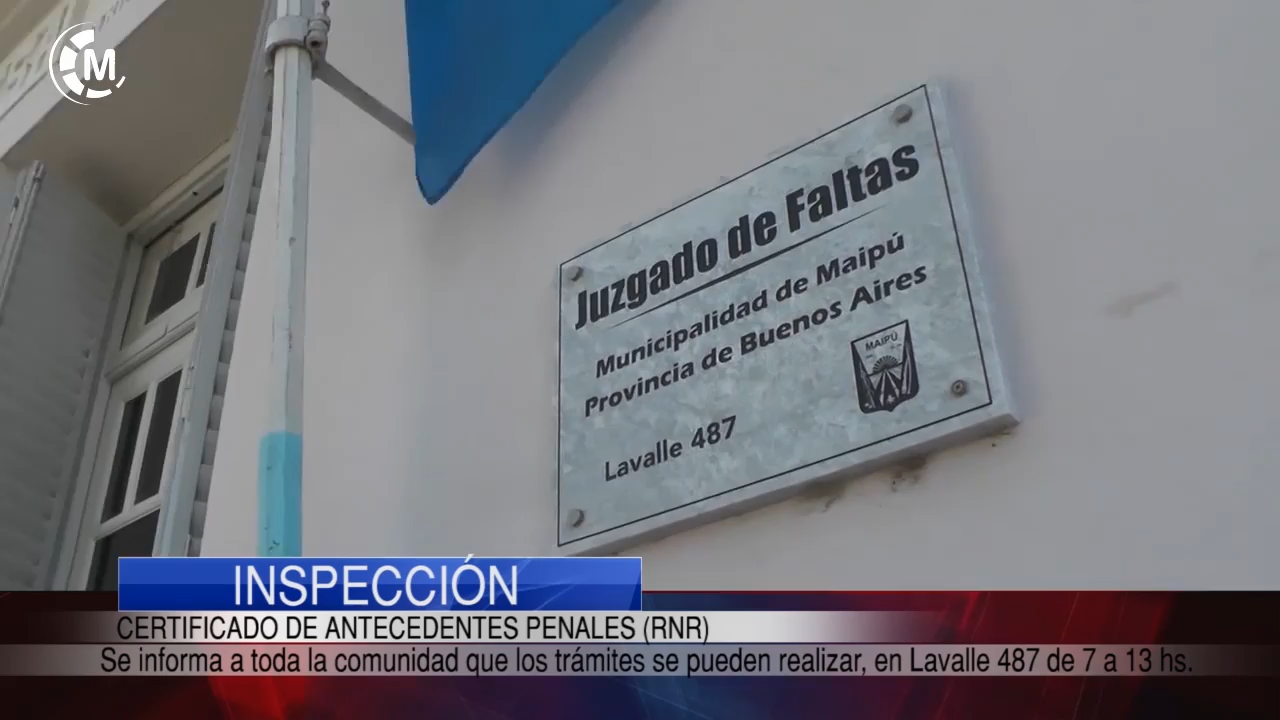 M
Juzgado de Faltas
Municipalidad de Maipú
Provincia de Buenos Aires
MAIPÚ
Lavalle 487
INSPECCIÓN
CERTIFICADO DE ANTECEDENTES PENALES (RNR)
Se informa a toda la comunidad que los trámites se pueden realizar, en Lavalle 487 de 7 a 13 hs.